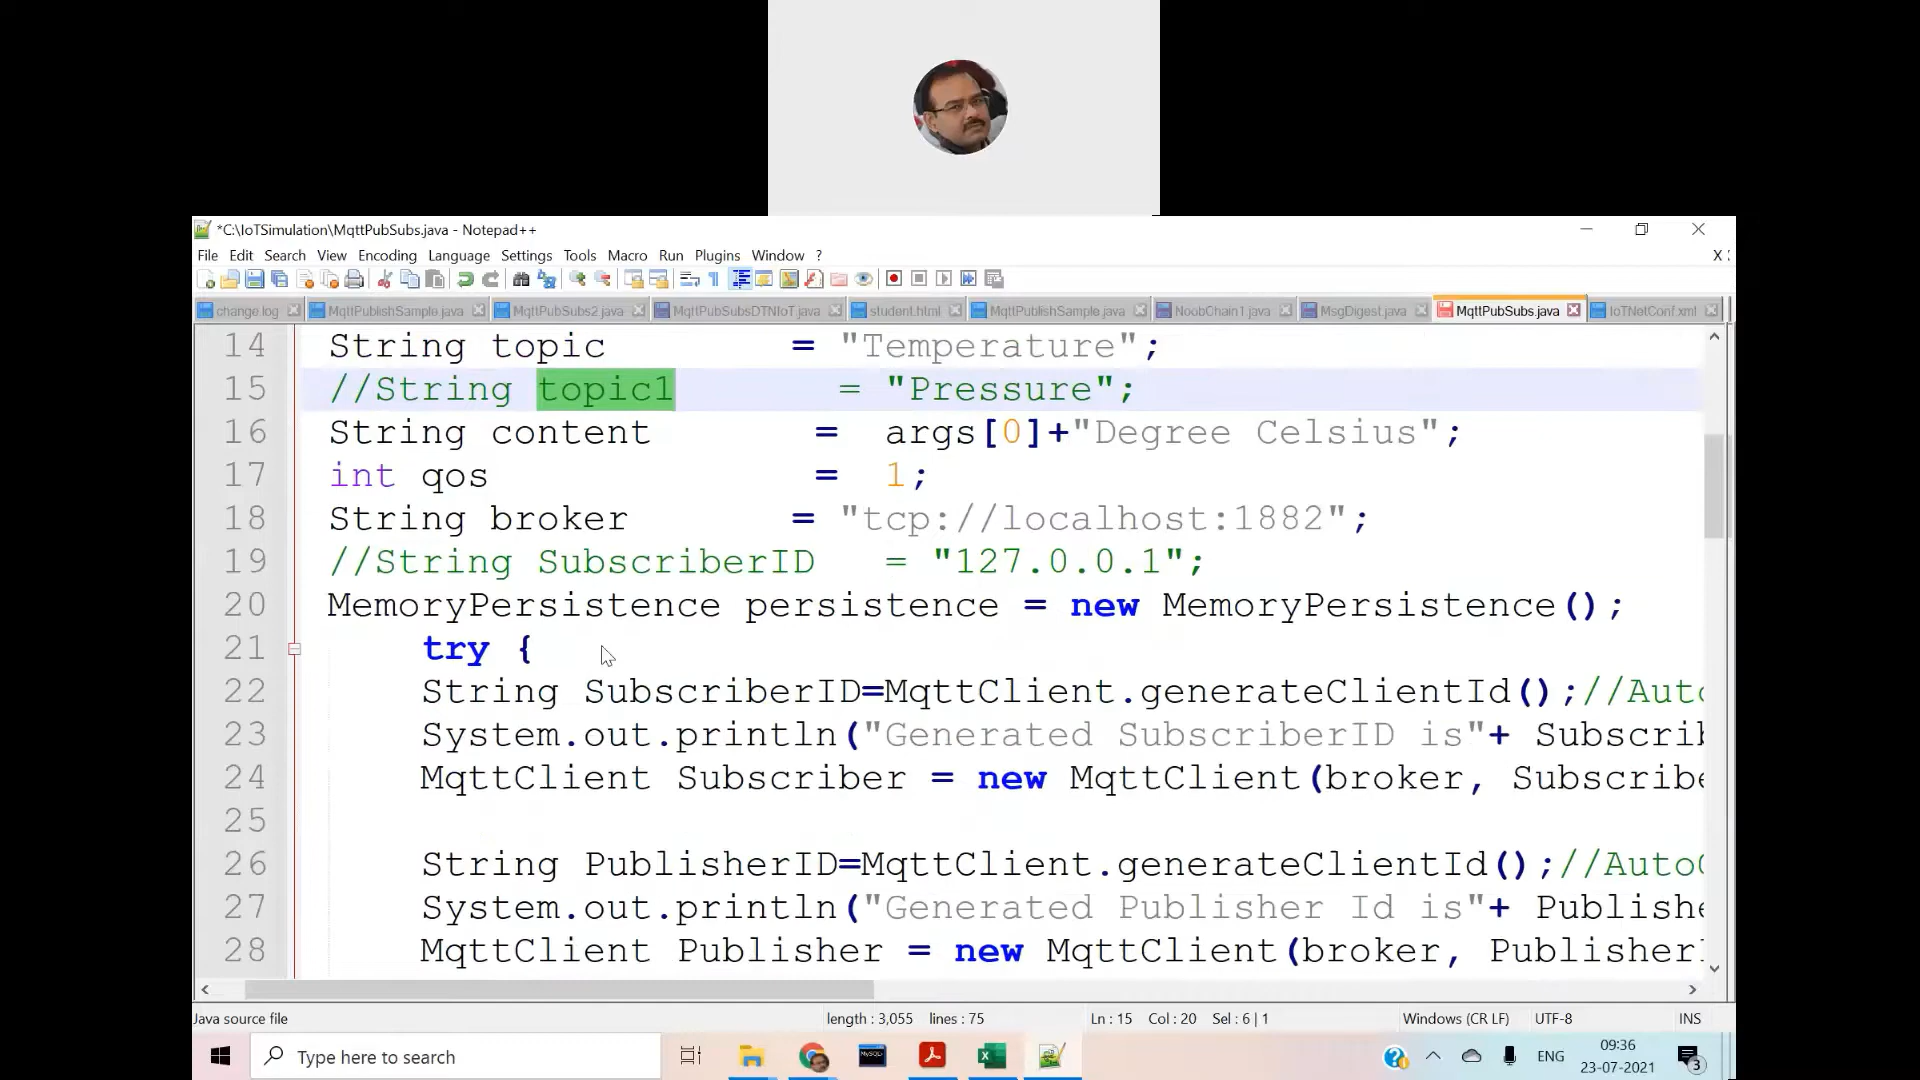 *C:\IoTSimulation\MqttPubSubs.java - Notepad++
File Edit Search View Encoding Language Settings Tools Macro Run Plugins Window ? X
change.log MqttPublishSample.java MqttPubSubs2.java MqttPubSubsDTNIoT.java student.html MqttPublishSample.java NoobChain1.java MsgDigest.java MqttPubSubs.java IoTNetConf.xml
14 String topic = "Temperature";
15 //String topic1 = "Pressure";
16 String content = args[0]+"Degree Celsius";
17 int qos = 1;
18 String broker = "tcp://localhost:1882";
19 //String SubscriberID = "127.0.0.1";
20 MemoryPersistence persistence = new MemoryPersistence();
21 try {
22 String SubscriberID=MqttClient.generateClientId();//Auto
23 System.out.println("Generated SubscriberID is"+ Subscrib
24 MqttClient Subscriber = new MqttClient(broker, Subscribe
25
26 String PublisherID=MqttClient.generateClientId();//Auto
27 System.out.println("Generated Publisher Id is"+ Publishe
28 MqttClient Publisher = new MqttClient(broker, Publisher
Java source file length : 3,055 lines : 75 Ln : 15 Col : 20 Sel : 6 | 1 Windows (CR LF) UTF-8 INS
Type here to search MySQL ENG 09:36
23-07-2021 3